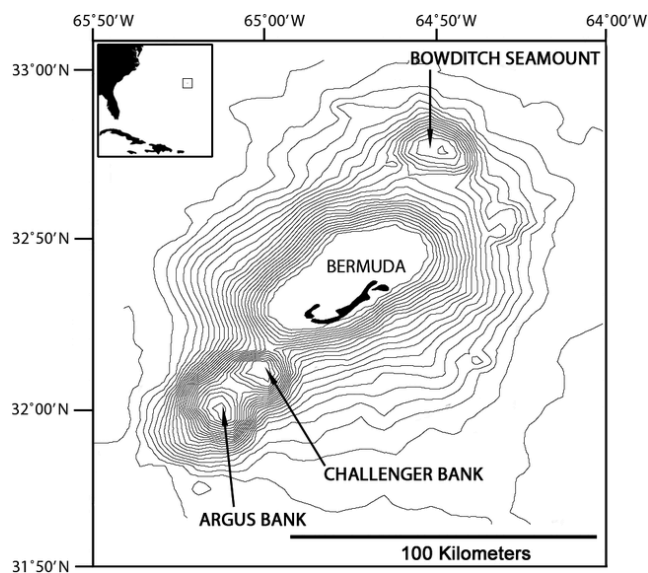 65˚50'W 65˚00'W 64˚50'W 64˚00'W
BOWDITCH SEAMOUNT
33˚00'N
32˚50'N
BERMUDA
32˚00'N
CHALLENGER BANK
ARGUS BANK
100 Kilometers
31˚50'N